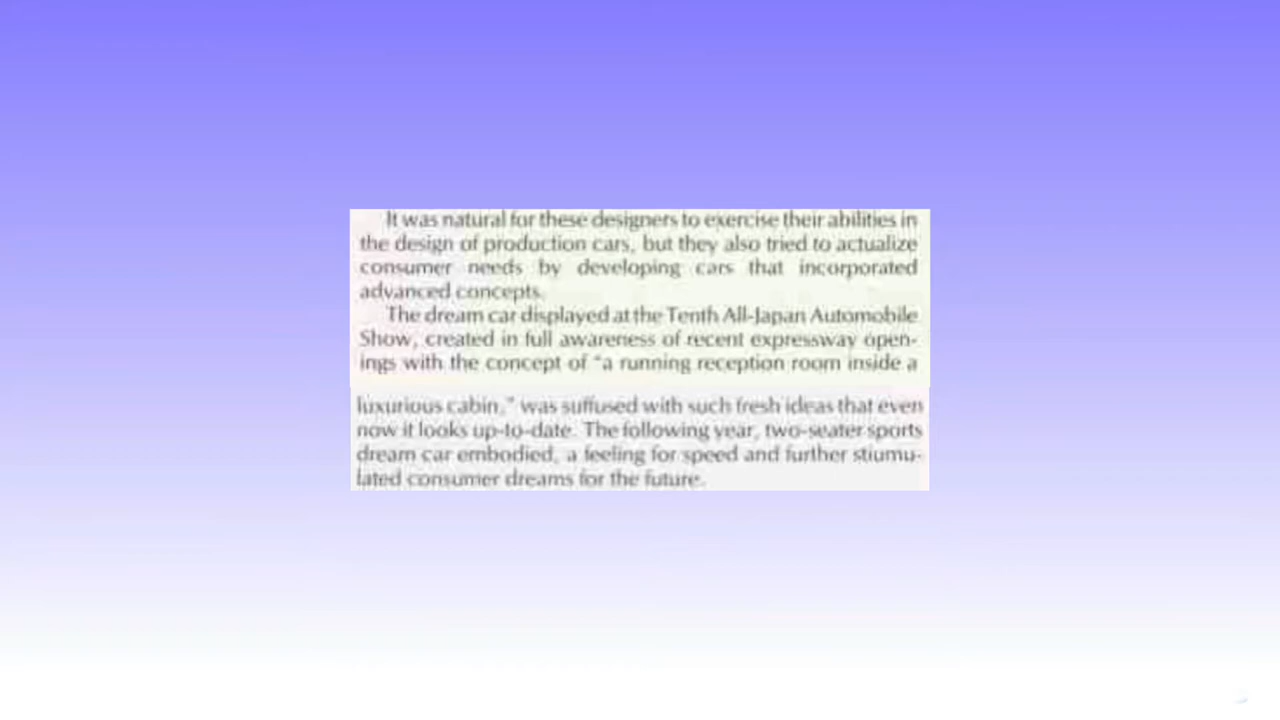 It was natural for these designers to exercise their abilities in
the design of production cars, but they also tried to actualize
consumer needs by developing cars that incorporated
advanced concepts.
The dream car displayed at the Tenth All-Japan Automobile
Show, created in full awareness of recent expressway open-
ings with the concept of "a running reception room inside a
luxurious cabin," was suffused with such fresh ideas that even
now it looks up-to-date. The following year, two-seater sports
dream car embodied, a feeling for speed and further stiumu-
lated consumer dreams for the future.